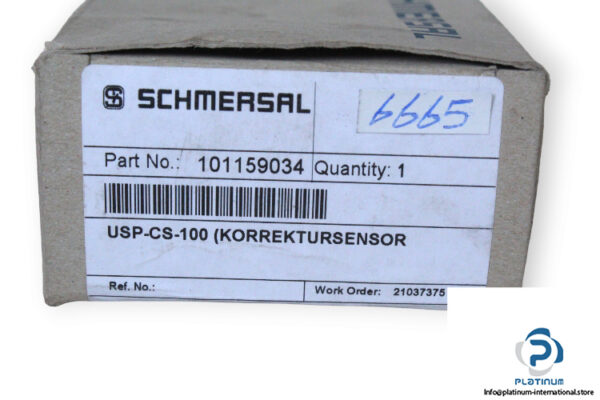 SCHMERSAL
6665
Part No.: 101159034 Quantity: 1
USP-CS-100 (KORREKTURSENSOR
Ref. No.: Work Order: 21037375
PLATINUM
Info@platinum-international.store